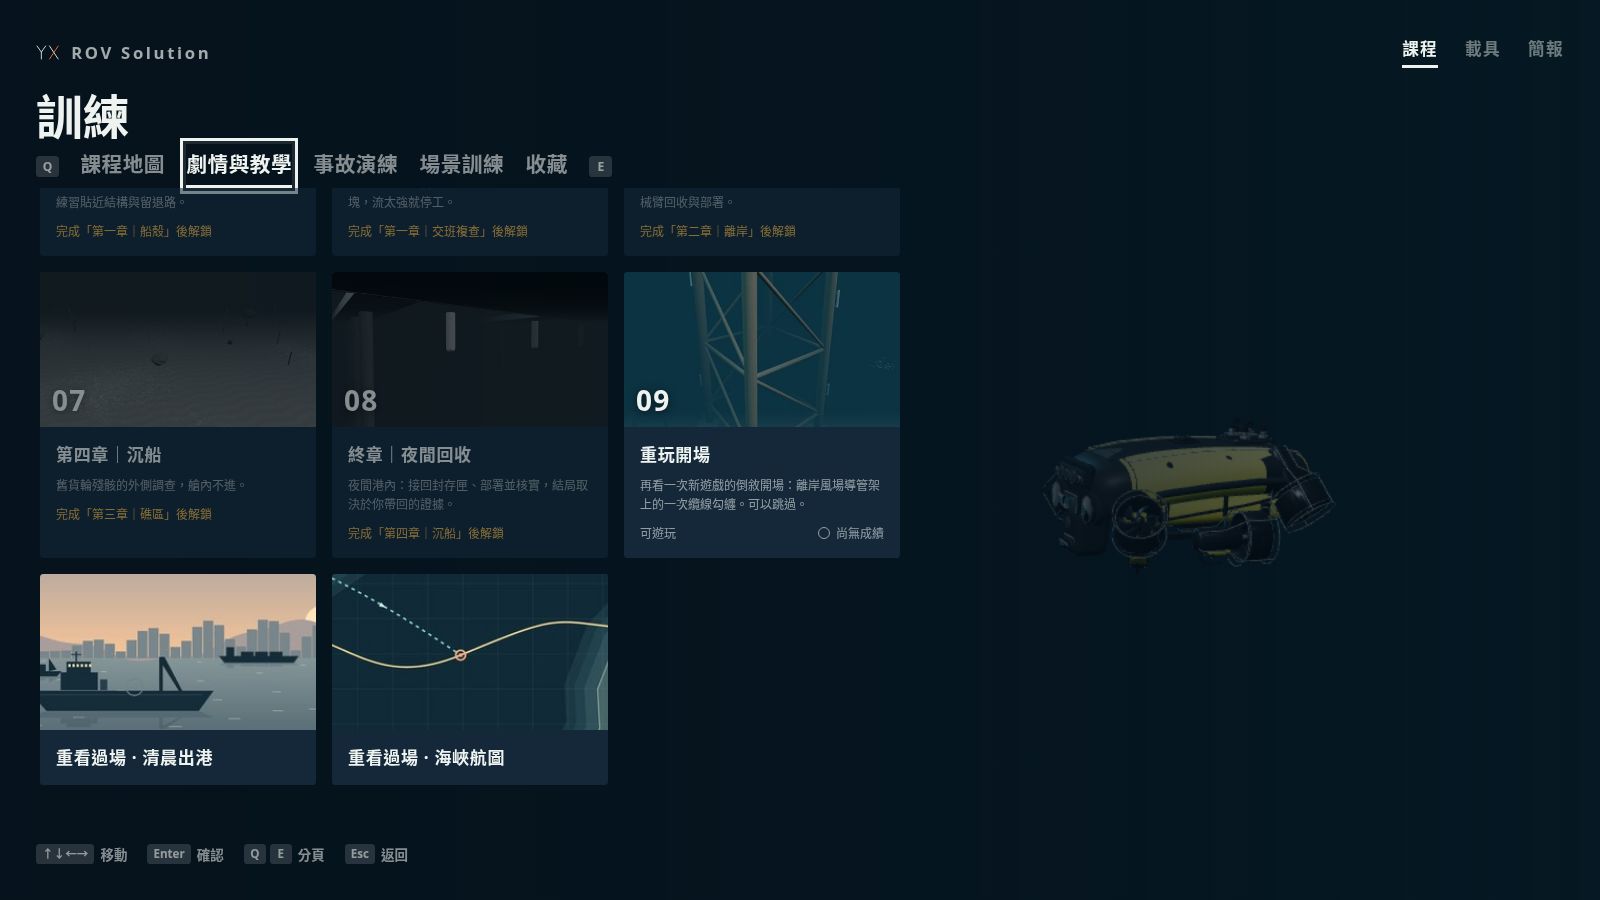 YX ROV Solution
課程 載具 簡報
訓練
Q 課程地圖 劇情與教學 事故演練 場景訓練 收藏 E
練習貼近結構與留退路。
完成「第一章｜船殼」後解鎖
塊，流太強就停工。
完成「第一章｜交班複查」後解鎖
械臂回收與部署。
完成「第二章｜離岸」後解鎖
07
第四章｜沉船
舊貨輪殘骸的外側調查，艙內不進。
完成「第三章｜礁區」後解鎖
08
終章｜夜間回收
夜間港內：接回封存匣、部署並核實，結局取
決於你帶回的證據。
完成「第四章｜沉船」後解鎖
09
重玩開場
再看一次新遊戲的倒敘開場：離岸風場導管架
上的一次纜線勾纏。可以跳過。
可遊玩 尚無成績
重看過場 · 清晨出港
重看過場 · 海峽航圖
↑↓←→ 移動 Enter 確認 Q E 分頁 Esc 返回